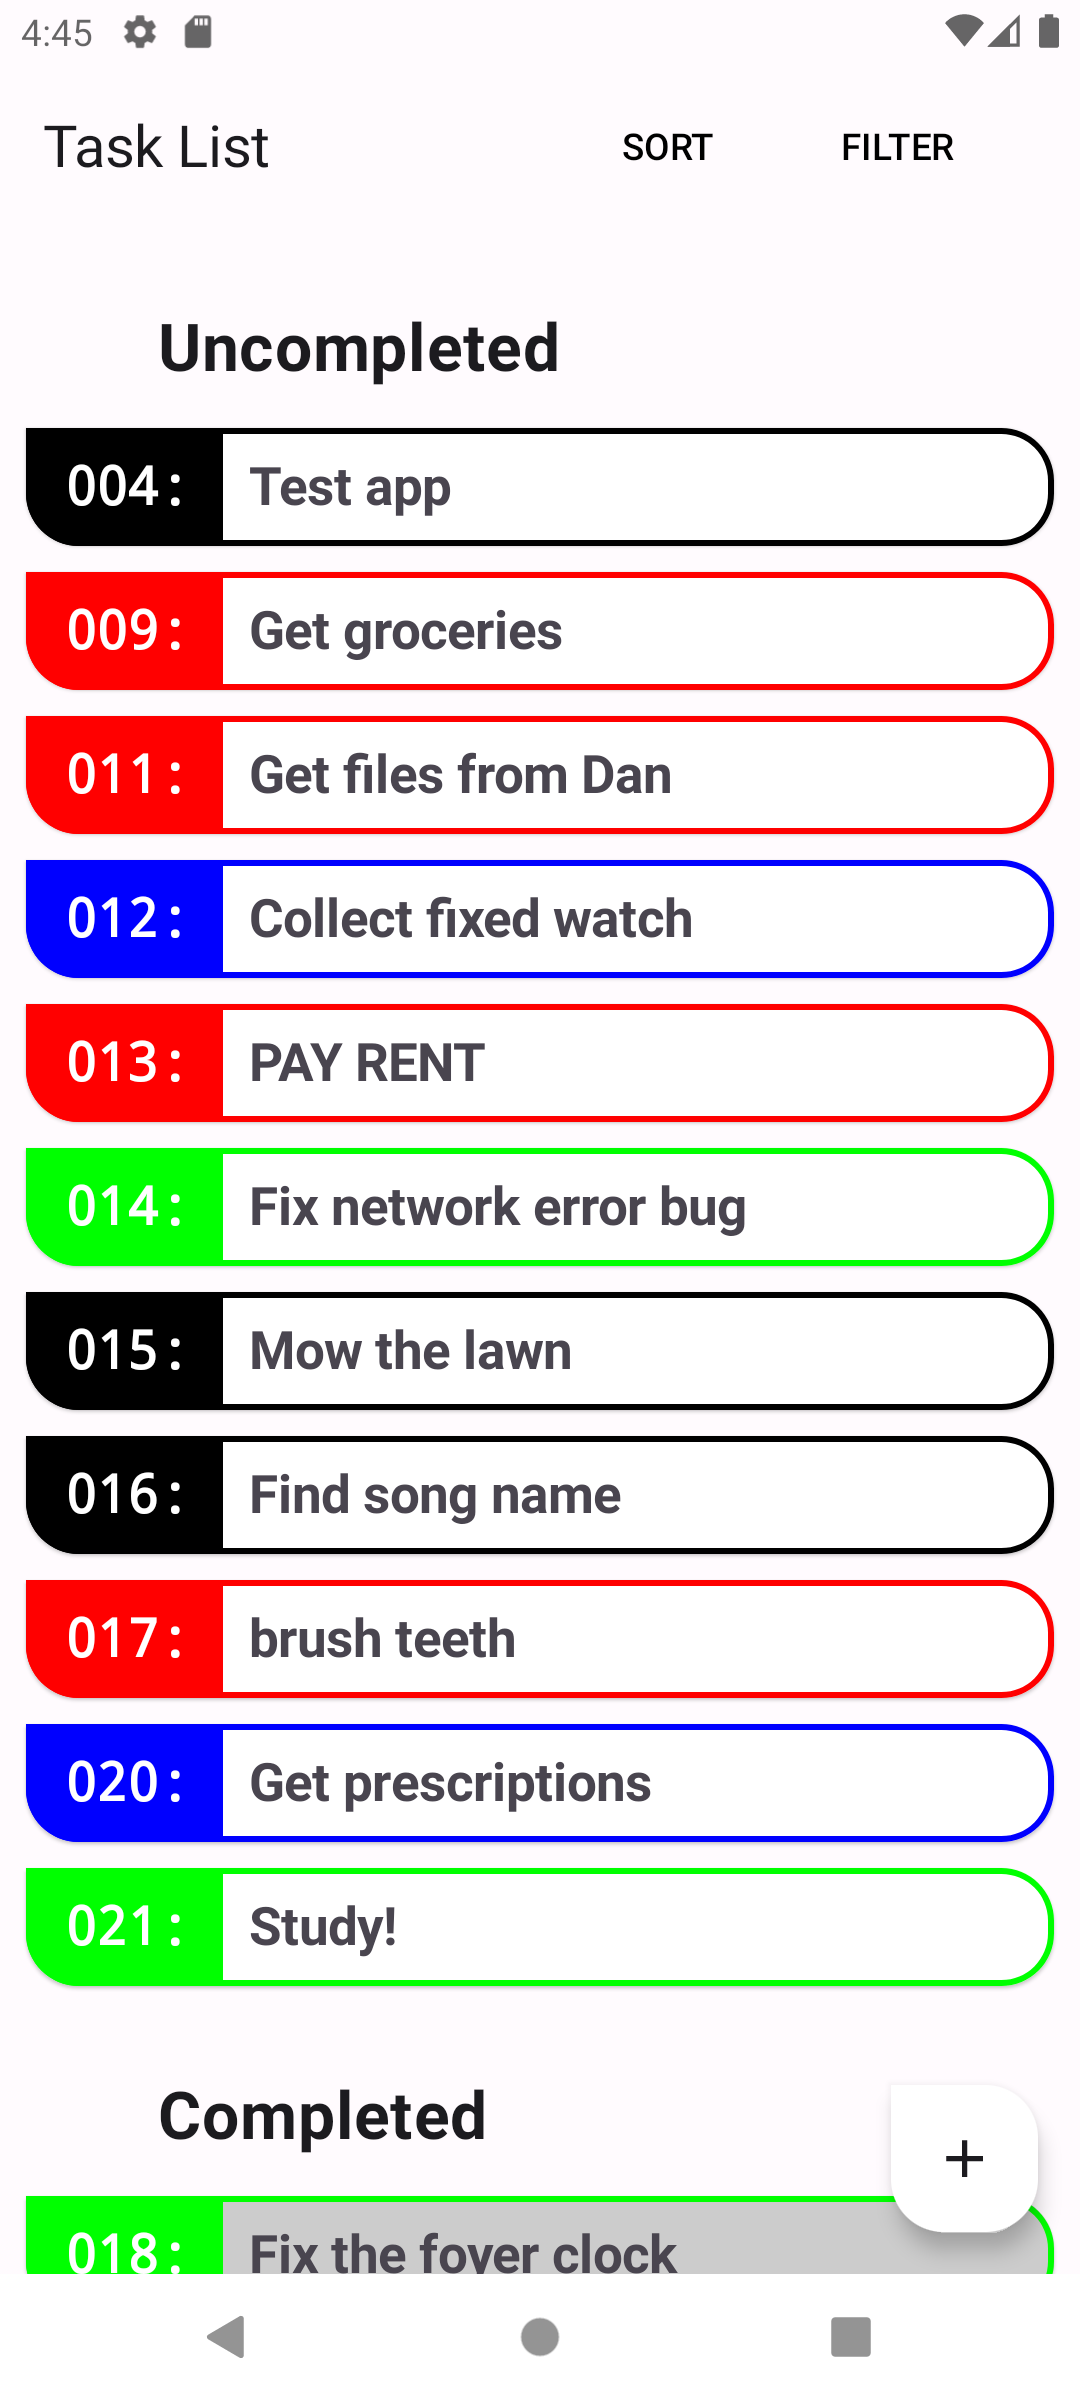 4:45
Task List SORT FILTER
Uncompleted
004: Test app
009: Get groceries
011: Get files from Dan
012: Collect fixed watch
013: PAY RENT
014: Fix network error bug
015: Mow the lawn
016: Find song name
017: brush teeth
020: Get prescriptions
021: Study!
Completed
+
018: Fix the foyer clock